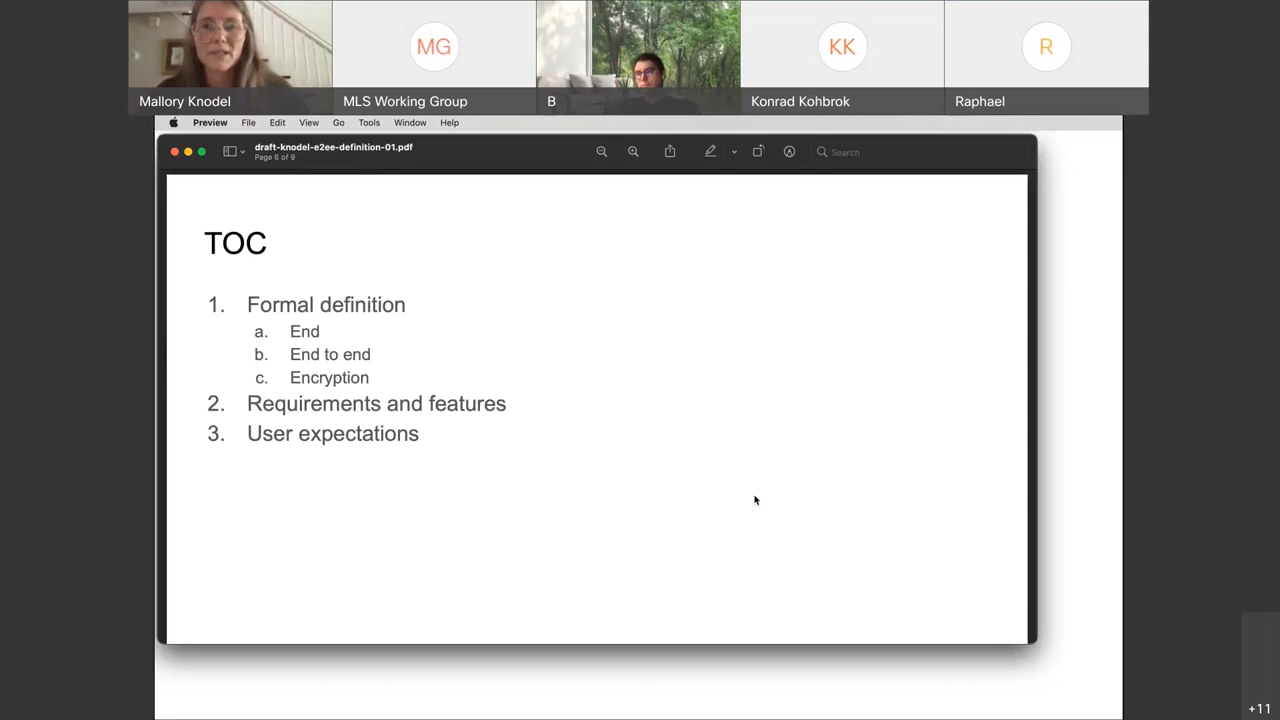 MG
KK
R
Mallory Knodel
MLS Working Group
B
Konrad Kohbrok
Raphael
Preview File Edit View Go Tools Window Help
draft-knodel-e2ee-definition-01.pdf
Page 6 of 9
Search
TOC
1. Formal definition
a. End
b. End to end
c. Encryption
2. Requirements and features
3. User expectations
+11